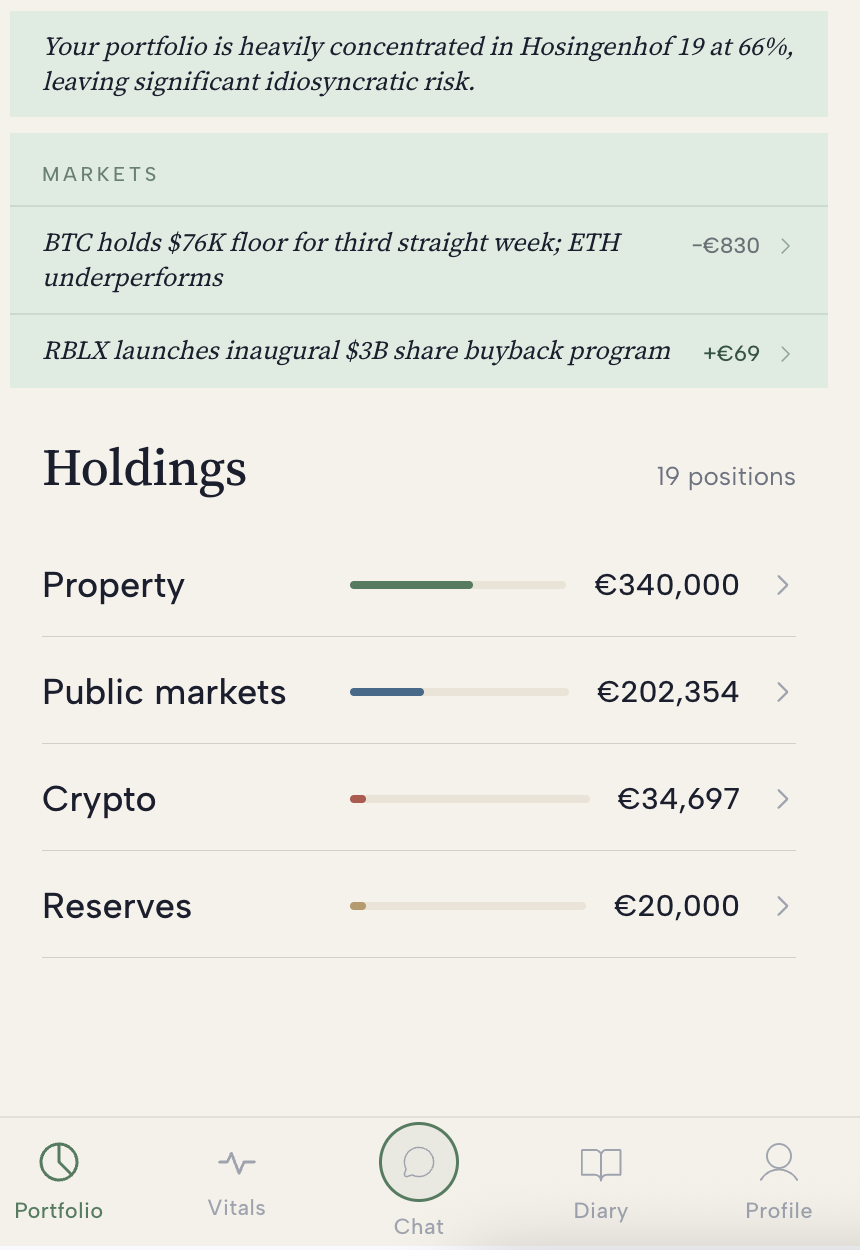 Your portfolio is heavily concentrated in Hosingenhof 19 at 66%,
leaving significant idiosyncratic risk.
MARKETS
BTC holds $76K floor for third straight week; ETH
underperforms
-€830
RBLX launches inaugural $3B share buyback program
+€69
Holdings
19 positions
Property
€340,000
Public markets
€202,354
Crypto
€34,697
Reserves
€20,000
Portfolio
Vitals
Chat
Diary
Profile